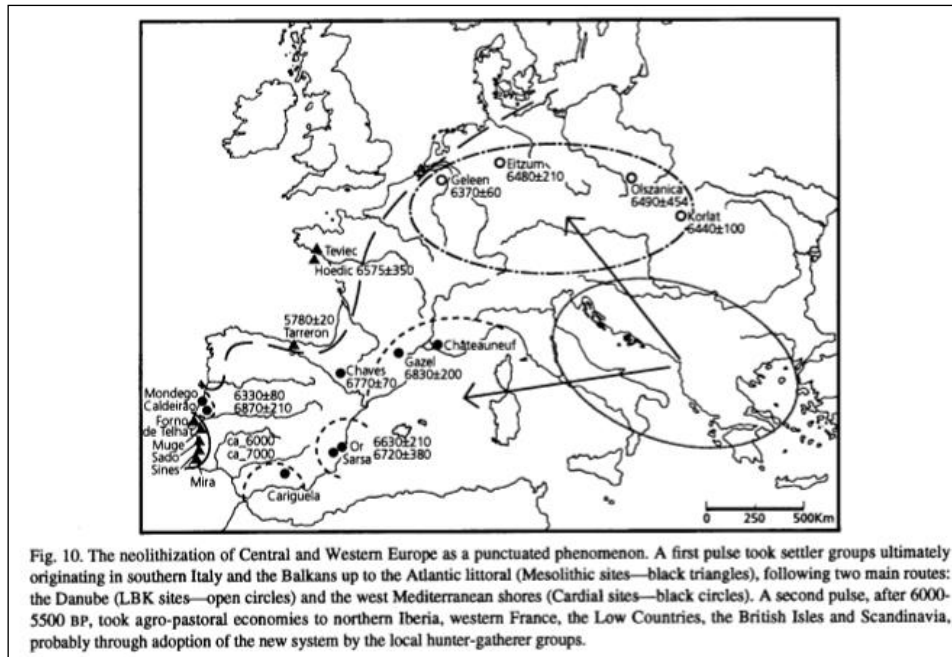 Eitzum
6480±210
Geleen
6370±60
Olszanica
6490±454
Korlat
6440±100
Teviec
Hoedic 6575±350
5780±20
Tarreron
Châteauneuf
Gazel
6830±200
Chaves
6770±70
Mondego
Caldeirão
6330±80
6870±210
Forno
de Telha
Muge
Sado
Sines
Mira
ca_6000
ca_7000
Or
Sarsa
6630±210
6720±380
Cariguela
0 250 500Km
Fig. 10. The neolithization of Central and Western Europe as a punctuated phenomenon. A first pulse took settler groups ultimately
originating in southern Italy and the Balkans up to the Atlantic littoral (Mesolithic sites—black triangles), following two main routes:
the Danube (LBK sites—open circles) and the west Mediterranean shores (Cardial sites—black circles). A second pulse, after 6000-
5500 BP, took agro-pastoral economies to northern Iberia, western France, the Low Countries, the British Isles and Scandinavia,
probably through adoption of the new system by the local hunter-gatherer groups.